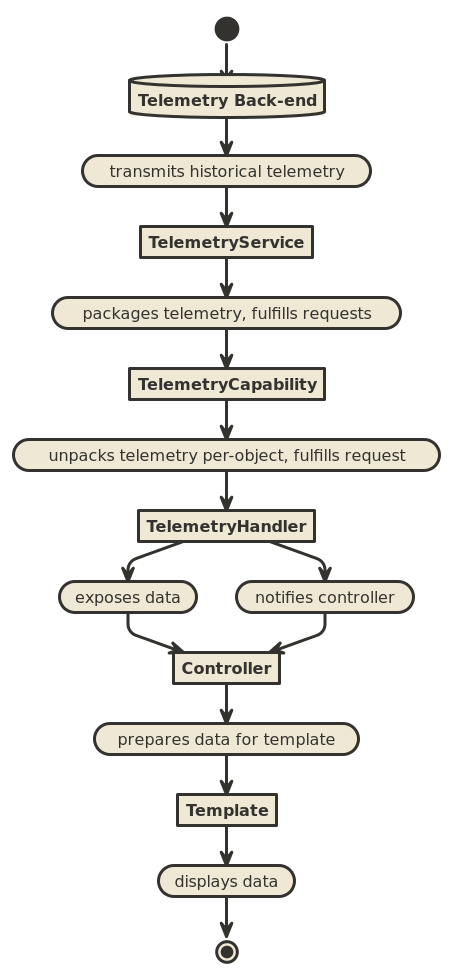 Telemetry Back-end
transmits historical telemetry
TelemetryService
packages telemetry, fulfills requests
TelemetryCapability
unpacks telemetry per-object, fulfills request
TelemetryHandler
exposes data
notifies controller
Controller
prepares data for template
Template
displays data